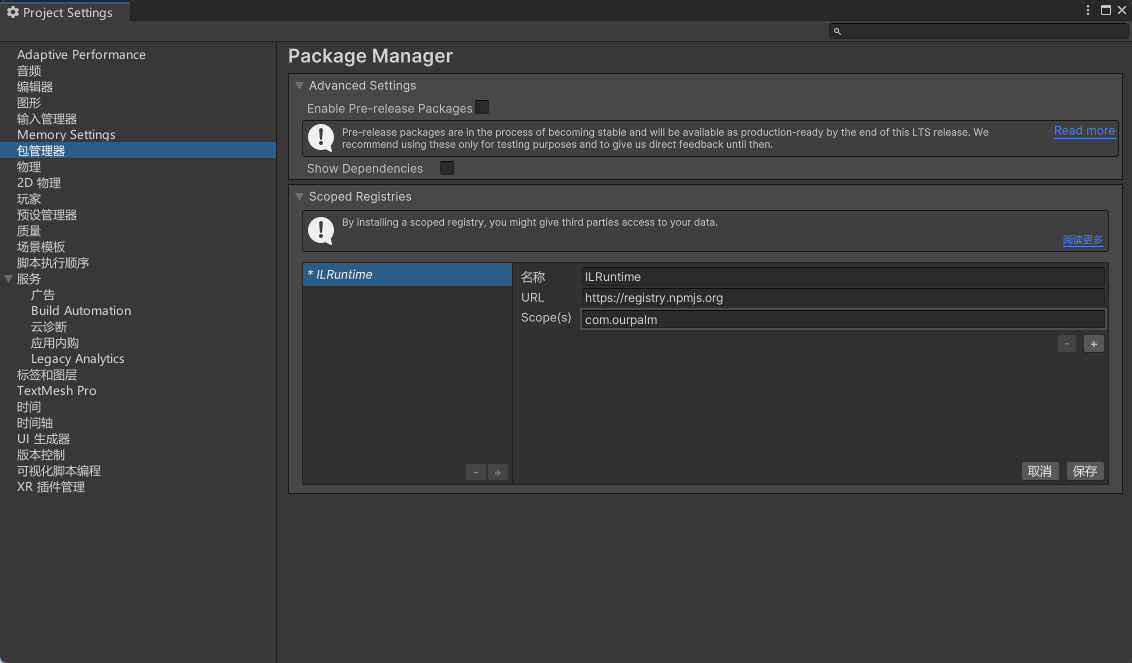 Project Settings
Adaptive Performance
音频
编辑器
图形
输入管理器
Memory Settings
包管理器
物理
2D 物理
玩家
预设管理器
质量
场景模板
脚本执行顺序
服务
广告
Build Automation
云诊断
应用内购
Legacy Analytics
标签和图层
TextMesh Pro
时间
时间轴
UI 生成器
版本控制
可视化脚本编程
XR 插件管理
Package Manager
Advanced Settings
Enable Pre-release Packages
Pre-release packages are in the process of becoming stable and will be available as production-ready by the end of this LTS release. We
recommend using these only for testing purposes and to give us direct feedback until then.
Read more
Show Dependencies
Scoped Registries
By installing a scoped registry, you might give third parties access to your data.
阅读更多
* ILRuntime
名称 ILRuntime
URL https://registry.npmjs.org
Scope(s) com.ourpalm
- +
- +
取消 保存